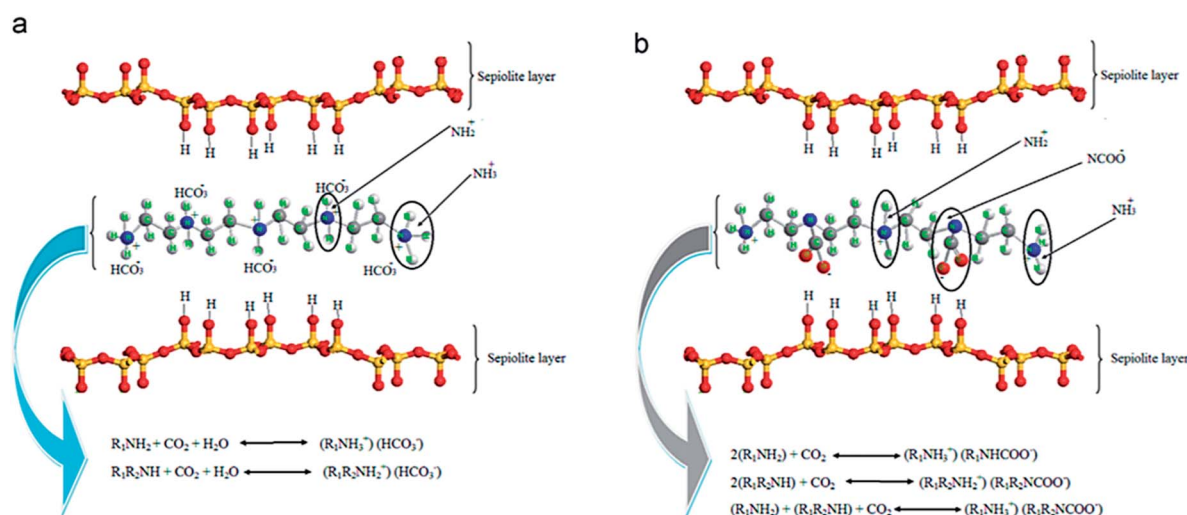 a
Sepiolite layer
H H H H H H
NH₂⁺
NH₃⁺
HCO₃⁻ HCO₃⁻
HCO₃⁻ HCO₃⁻ HCO₃⁻
H H H H H H
Sepiolite layer
R₁NH₂ + CO₂ + H₂O ⟷ (R₁NH₃⁺) (HCO₃⁻)
R₁R₂NH + CO₂ + H₂O ⟷ (R₁R₂NH₂⁺) (HCO₃⁻)
b
Sepiolite layer
H H H H H H
NH₂⁺
NCOO⁻
NH₃⁺
H H H H H H
Sepiolite layer
2(R₁NH₂) + CO₂ ⟷ (R₁NH₃⁺) (R₁NHCOO⁻)
2(R₁R₂NH) + CO₂ ⟷ (R₁R₂NH₂⁺) (R₁R₂NCOO⁻)
(R₁NH₂) + (R₁R₂NH) + CO₂ ⟷ (R₁NH₃⁺) (R₁R₂NCOO⁻)